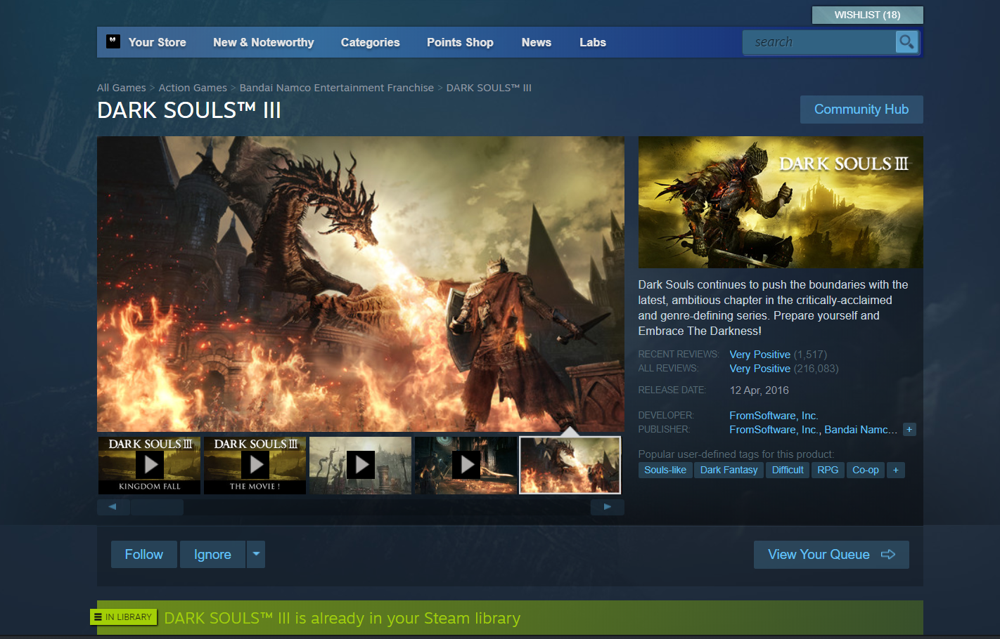 WISHLIST (18)
Your Store
New & Noteworthy
Categories
Points Shop
News
Labs
search
All Games > Action Games > Bandai Namco Entertainment Franchise > DARK SOULS™ III
DARK SOULS™ III
Community Hub
DARK SOULS III
Dark Souls continues to push the boundaries with the
latest, ambitious chapter in the critically-acclaimed
and genre-defining series. Prepare yourself and
Embrace The Darkness!
RECENT REVIEWS: Very Positive (1,517)
ALL REVIEWS: Very Positive (216,083)
RELEASE DATE: 12 Apr, 2016
DEVELOPER: FromSoftware, Inc.
PUBLISHER: FromSoftware, Inc., Bandai Namc... +
Popular user-defined tags for this product:
Souls-like Dark Fantasy Difficult RPG Co-op +
DARK SOULS III
KINGDOM FALL
DARK SOULS III
THE MOVIE !
Follow
Ignore
View Your Queue
IN LIBRARY
DARK SOULS™ III is already in your Steam library